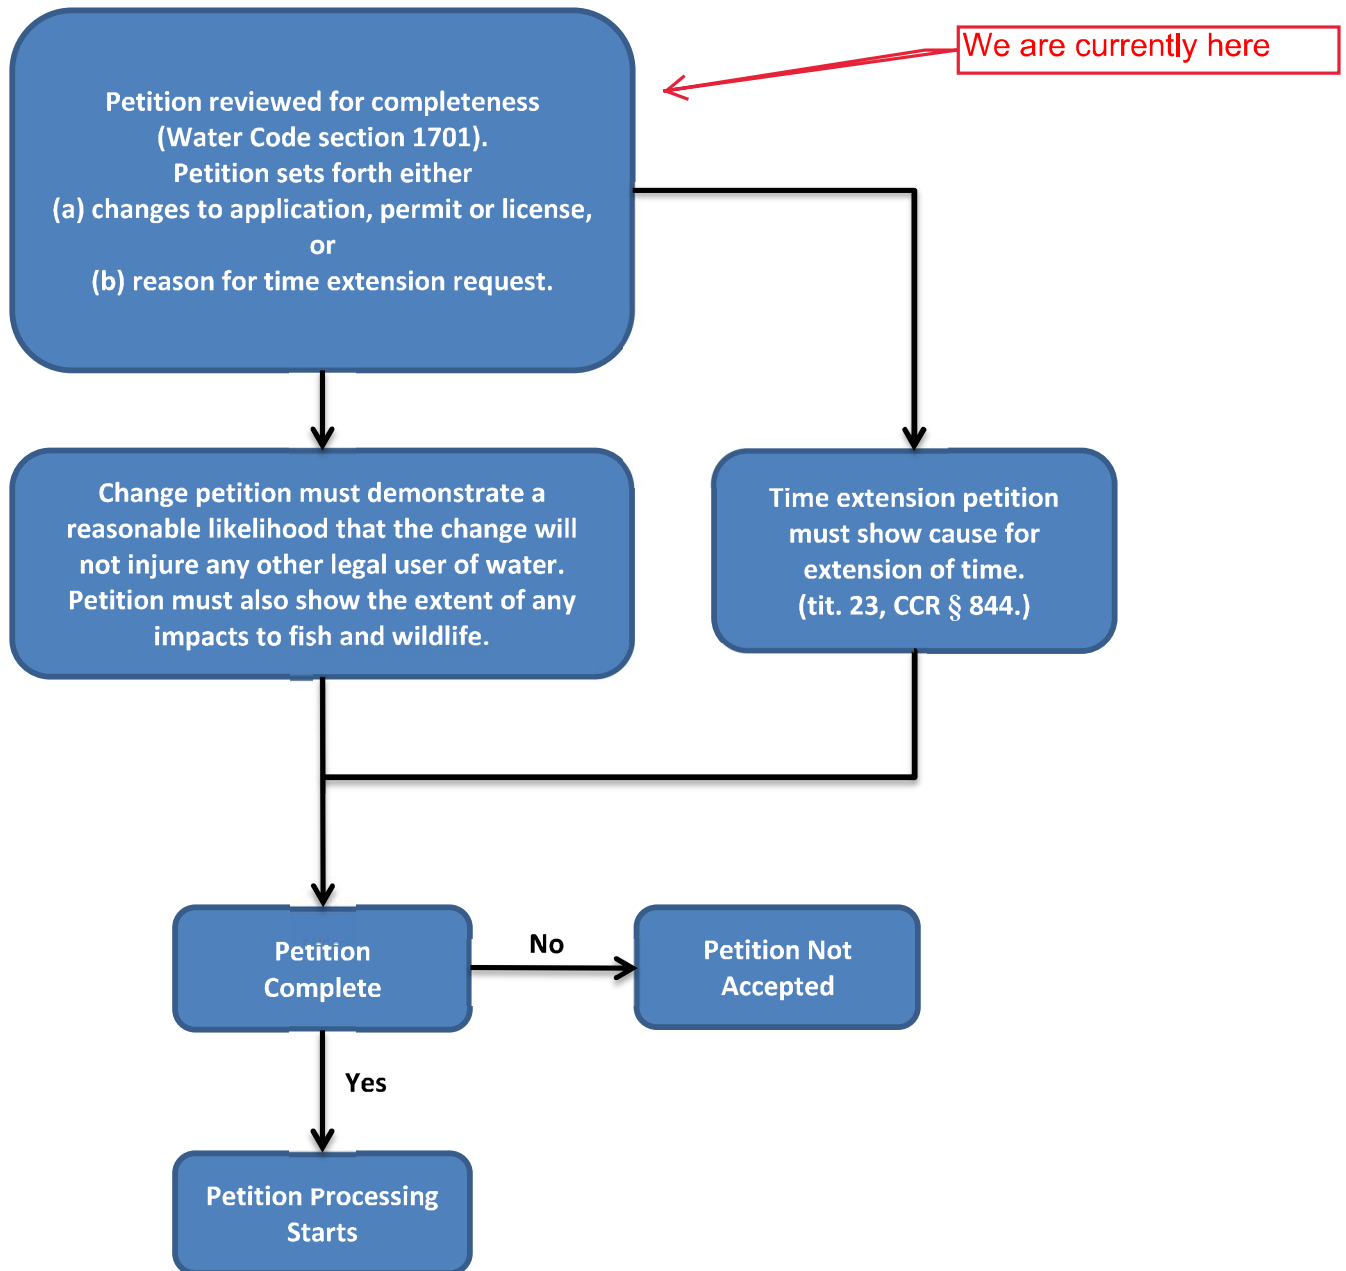 We are currently here
Petition reviewed for completeness
(Water Code section 1701).
Petition sets forth either
(a) changes to application, permit or license,
or
(b) reason for time extension request.
Change petition must demonstrate a
reasonable likelihood that the change will
not injure any other legal user of water.
Petition must also show the extent of any
impacts to fish and wildlife.
Time extension petition
must show cause for
extension of time.
(tit. 23, CCR § 844.)
Petition
Complete
No
Petition Not
Accepted
Yes
Petition Processing
Starts